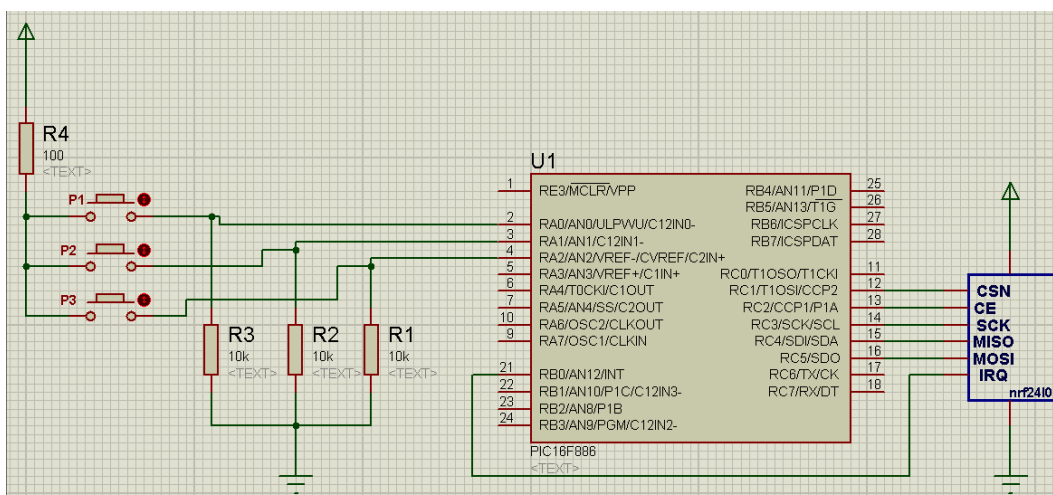 R4
100
<TEXT>
P1
P2
P3
R3
10k
<TEXT>
R2
10k
<TEXT>
R1
10k
<TEXT>
U1
1 RE3/MCLR/VPP
2 RA0/AN0/ULPWU/C12IN0-
3 RA1/AN1/C12IN1-
4 RA2/AN2/VREF-/CVREF/C2IN+
5 RA3/AN3/VREF+/C1IN+
6 RA4/T0CKI/C1OUT
7 RA5/AN4/SS/C2OUT
10 RA6/OSC2/CLKOUT
9 RA7/OSC1/CLKIN
21 RB0/AN12/INT
22 RB1/AN10/P1C/C12IN3-
23 RB2/AN8/P1B
24 RB3/AN9/PGM/C12IN2-
RB4/AN11/P1D 25
RB5/AN13/T1G 26
RB6/ICSPCLK 27
RB7/ICSPDAT 28
RC0/T1OSO/T1CKI 11
RC1/T1OSI/CCP2 12
RC2/CCP1/P1A 13
RC3/SCK/SCL 14
RC4/SDI/SDA 15
RC5/SDO 16
RC6/TX/CK 17
RC7/RX/DT 18
PIC16F886
<TEXT>
CSN
CE
SCK
MISO
MOSI
IRQ
nrf24l0